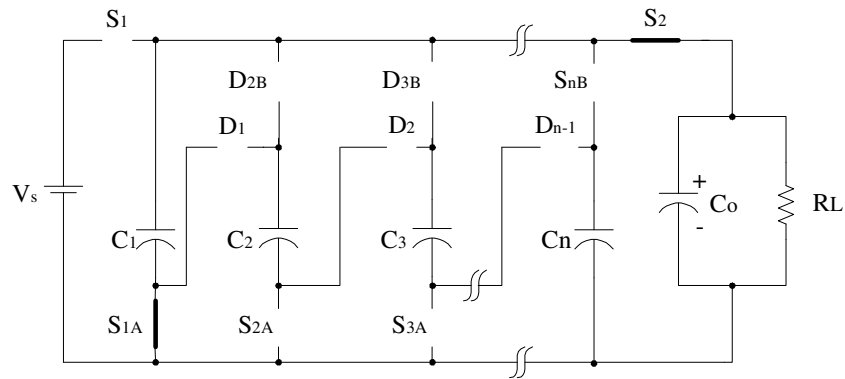 S1
S2
D2B
D3B
SnB
D1
D2
Dn-1
Vs
+
Co
-
RL
C1
C2
C3
Cn
S1A
S2A
S3A